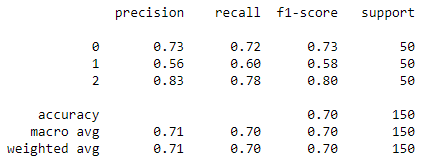 precision recall f1-score support
0 0.73 0.72 0.73 50
1 0.56 0.60 0.58 50
2 0.83 0.78 0.80 50
accuracy 0.70 150
macro avg 0.71 0.70 0.70 150
weighted avg 0.71 0.70 0.70 150